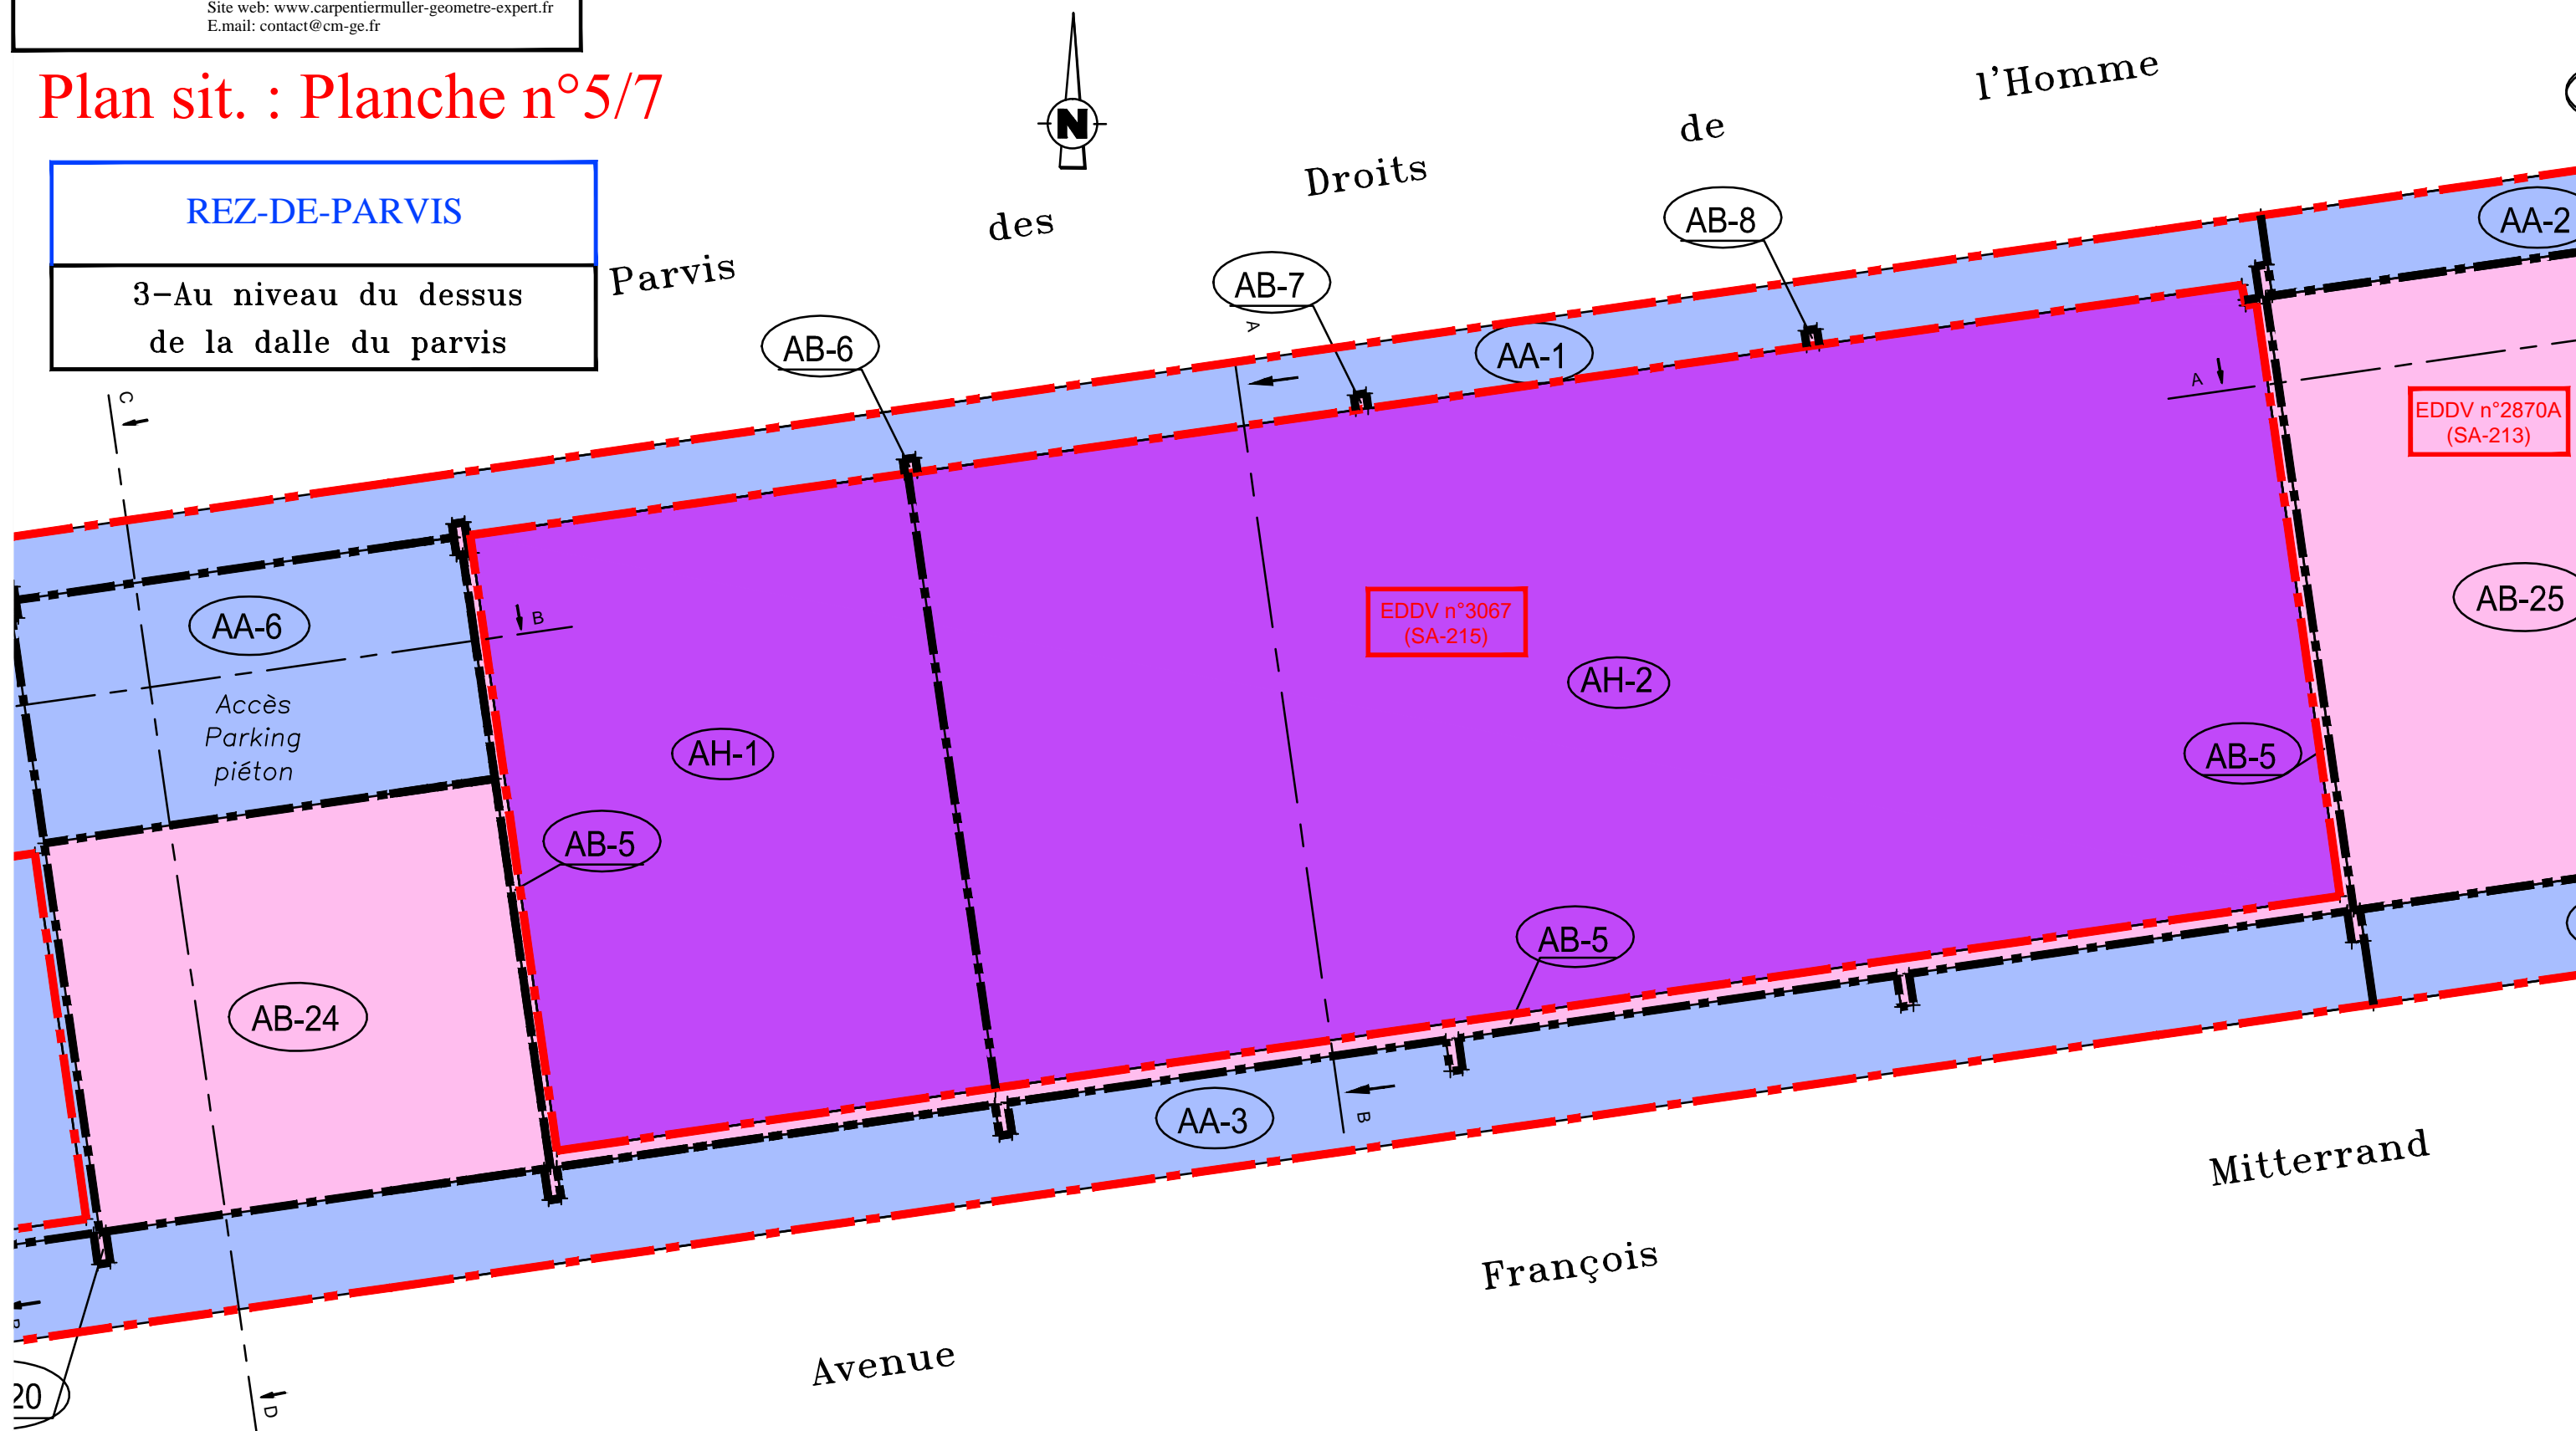 Site web: www.carpentiermuller-geometre-expert.fr
E.mail: contact@cm-ge.fr
Plan sit. : Planche n°5/7
REZ-DE-PARVIS
3-Au niveau du dessus
de la dalle du parvis
N
Parvis des Droits de l'Homme
AB-8
AA-2
AB-7
AB-6
A
AA-1
A
C
EDDV n°2870A
(SA-213)
AA-6
B
EDDV n°3067
(SA-215)
AB-25
AH-2
Accès
Parking
piéton
AH-1
AB-5
AB-5
AB-5
AB-24
AA-3
B
Avenue François Mitterrand
20
D